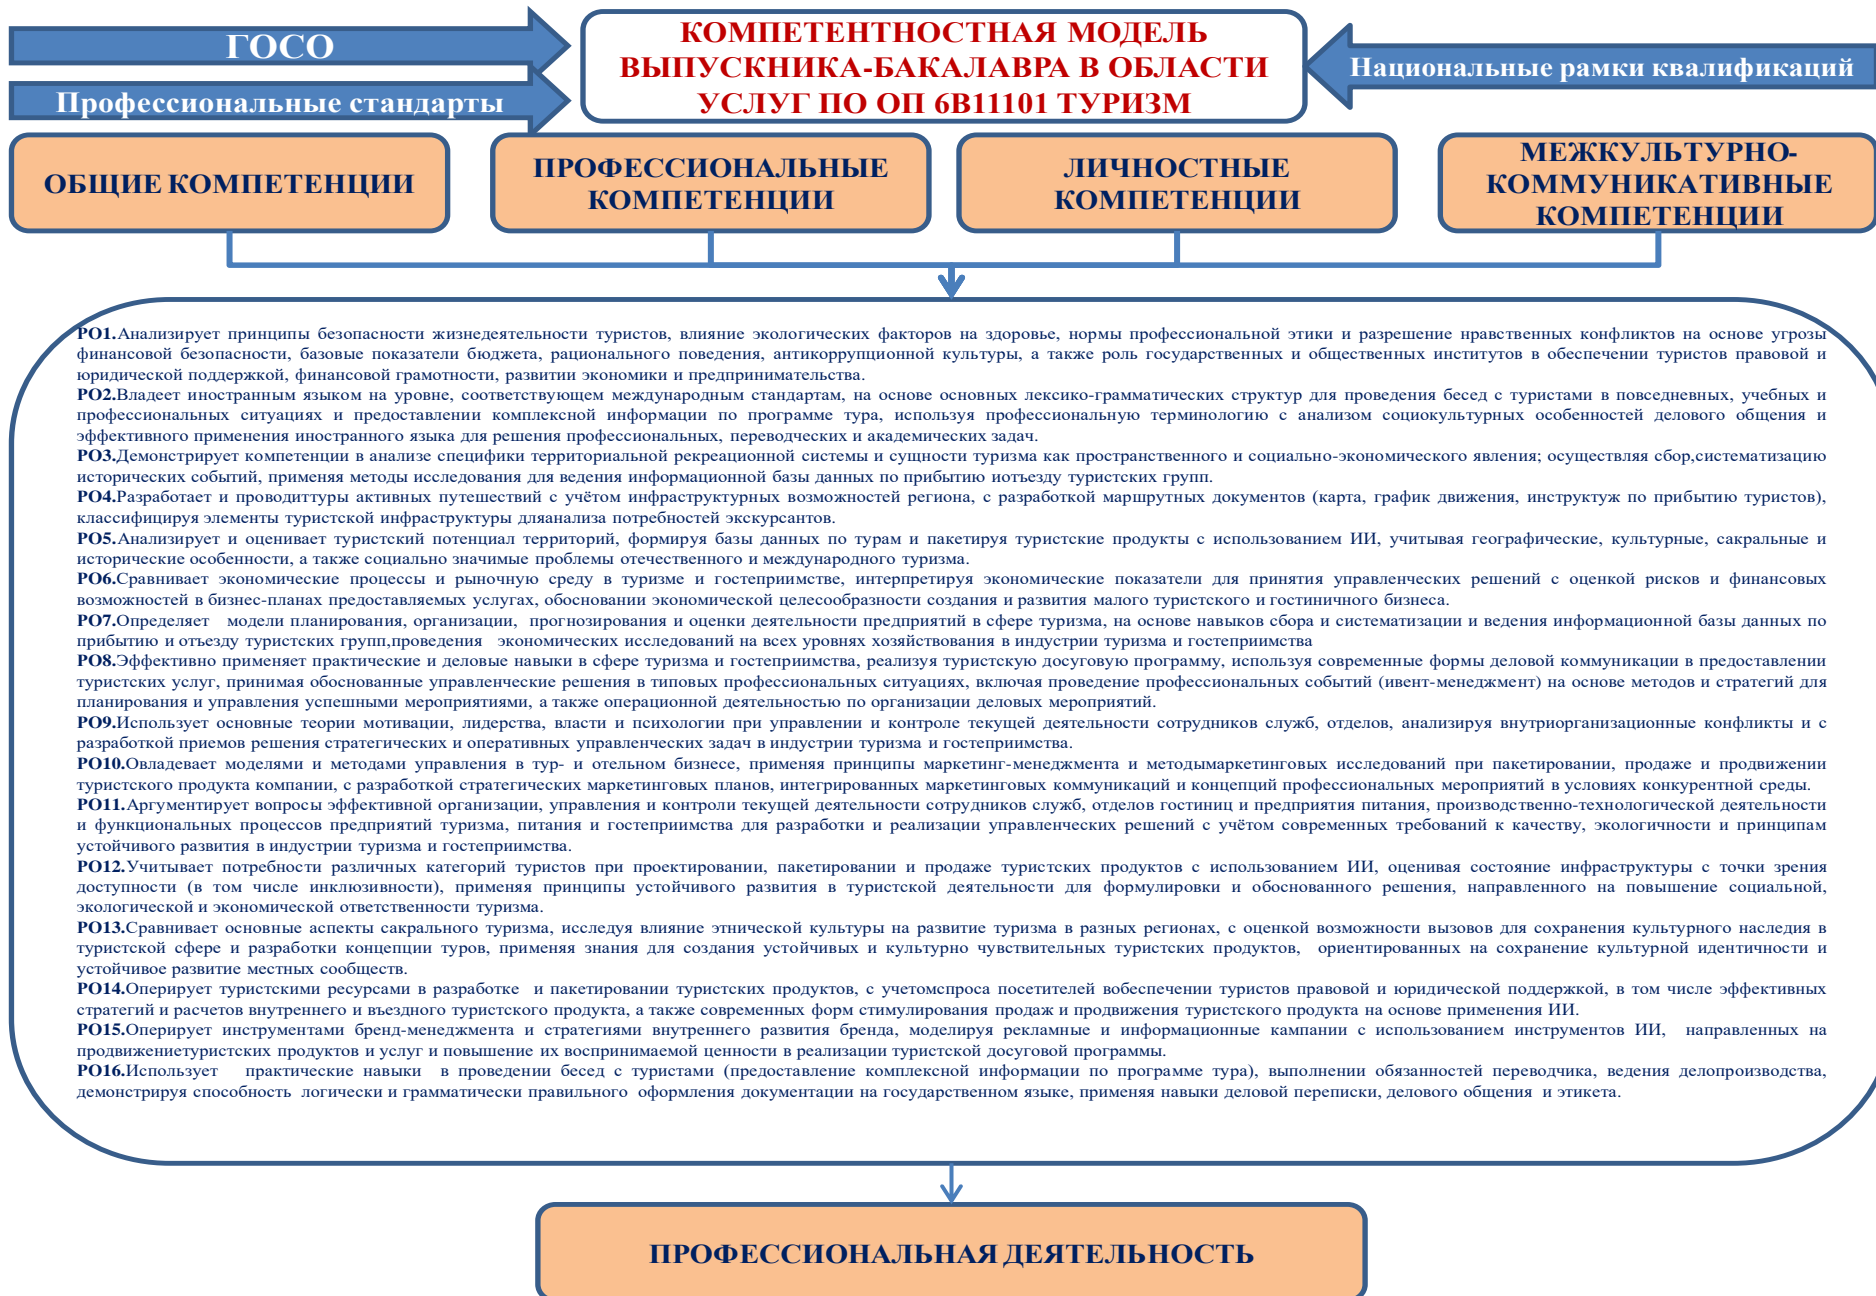 ГОСО
Профессиональные стандарты
КОМПЕТЕНТНОСТНАЯ МОДЕЛЬ
ВЫПУСКНИКА-БАКАЛАВРА В ОБЛАСТИ
УСЛУГ ПО ОП 6В11101 ТУРИЗМ
Национальные рамки квалификаций
ОБЩИЕ КОМПЕТЕНЦИИ
ПРОФЕССИОНАЛЬНЫЕ
КОМПЕТЕНЦИИ
ЛИЧНОСТНЫЕ
КОМПЕТЕНЦИИ
МЕЖКУЛЬТУРНО-
КОММУНИКАТИВНЫЕ
КОМПЕТЕНЦИИ
РО1.Анализирует принципы безопасности жизнедеятельности туристов, влияние экологических факторов на здоровье, нормы профессиональной этики и разрешение нравственных конфликтов на основе угрозы
финансовой безопасности, базовые показатели бюджета, рационального поведения, антикоррупционной культуры, а также роль государственных и общественных институтов в обеспечении туристов правовой и
юридической поддержкой, финансовой грамотности, развитии экономики и предпринимательства.
РО2.Владеет иностранным языком на уровне, соответствующем международным стандартам, на основе основных лексико-грамматических структур для проведения бесед с туристами в повседневных, учебных и
профессиональных ситуациях и предоставлении комплексной информации по программе тура, используя профессиональную терминологию с анализом социокультурных особенностей делового общения и
эффективного применения иностранного языка для решения профессиональных, переводческих и академических задач.
РО3.Демонстрирует компетенции в анализе специфики территориальной рекреационной системы и сущности туризма как пространственного и социально-экономического явления; осуществляя сбор,систематизацию
исторических событий, применяя методы исследования для ведения информационной базы данных по прибытию иотъезду туристских групп.
РО4.Разработает и проводиттуры активных путешествий с учётом инфраструктурных возможностей региона, с разработкой маршрутных документов (карта, график движения, инструктуж по прибытию туристов),
классифицируя элементы туристской инфраструктуры дляанализа потребностей экскурсантов.
РО5.Анализирует и оценивает туристский потенциал территорий, формируя базы данных по турам и пакетируя туристские продукты с использованием ИИ, учитывая географические, культурные, сакральные и
исторические особенности, а также социально значимые проблемы отечественного и международного туризма.
РО6.Сравнивает экономические процессы и рыночную среду в туризме и гостеприимстве, интерпретируя экономические показатели для принятия управленческих решений с оценкой рисков и финансовых
возможностей в бизнес-планах предоставляемых услугах, обосновании экономической целесообразности создания и развития малого туристского и гостиничного бизнеса.
РО7.Определяет модели планирования, организации, прогнозирования и оценки деятельности предприятий в сфере туризма, на основе навыков сбора и систематизации и ведения информационной базы данных по
прибытию и отъезду туристских групп,проведения экономических исследований на всех уровнях хозяйствования в индустрии туризма и гостеприимства
РО8.Эффективно применяет практические и деловые навыки в сфере туризма и гостеприимства, реализуя туристскую досуговую программу, используя современные формы деловой коммуникации в предоставлении
туристских услуг, принимая обоснованные управленческие решения в типовых профессиональных ситуациях, включая проведение профессиональных событий (ивент-менеджмент) на основе методов и стратегий для
планирования и управления успешными мероприятиями, а также операционной деятельностью по организации деловых мероприятий.
РО9.Использует основные теории мотивации, лидерства, власти и психологии при управлении и контроле текущей деятельности сотрудников служб, отделов, анализируя внутриорганизационные конфликты и с
разработкой приемов решения стратегических и оперативных управленческих задач в индустрии туризма и гостеприимства.
РО10.Овладевает моделями и методами управления в тур- и отельном бизнесе, применяя принципы маркетинг-менеджмента и методымаркетинговых исследований при пакетировании, продаже и продвижении
туристского продукта компании, с разработкой стратегических маркетинговых планов, интегрированных маркетинговых коммуникаций и концепций профессиональных мероприятий в условиях конкурентной среды.
РО11.Аргументирует вопросы эффективной организации, управления и контроли текущей деятельности сотрудников служб, отделов гостиниц и предприятия питания, производственно-технологической деятельности
и функциональных процессов предприятий туризма, питания и гостеприимства для разработки и реализации управленческих решений с учётом современных требований к качеству, экологичности и принципам
устойчивого развития в индустрии туризма и гостеприимства.
РО12.Учитывает потребности различных категорий туристов при проектировании, пакетировании и продаже туристских продуктов с использованием ИИ, оценивая состояние инфраструктуры с точки зрения
доступности (в том числе инклюзивности), применяя принципы устойчивого развития в туристской деятельности для формулировки и обоснованного решения, направленного на повышение социальной,
экологической и экономической ответственности туризма.
РО13.Сравнивает основные аспекты сакрального туризма, исследуя влияние этнической культуры на развитие туризма в разных регионах, с оценкой возможности вызовов для сохранения культурного наследия в
туристской сфере и разработки концепции туров, применяя знания для создания устойчивых и культурно чувствительных туристских продуктов, ориентированных на сохранение культурной идентичности и
устойчивое развитие местных сообществ.
РО14.Оперирует туристскими ресурсами в разработке и пакетировании туристских продуктов, с учетомспроса посетителей вобеспечении туристов правовой и юридической поддержкой, в том числе эффективных
стратегий и расчетов внутреннего и въездного туристского продукта, а также современных форм стимулирования продаж и продвижения туристского продукта на основе применения ИИ.
РО15.Оперирует инструментами бренд-менеджмента и стратегиями внутреннего развития бренда, моделируя рекламные и информационные кампании с использованием инструментов ИИ, направленных на
продвижениетуристских продуктов и услуг и повышение их воспринимаемой ценности в реализации туристской досуговой программы.
РО16.Использует практические навыки в проведении бесед с туристами (предоставление комплексной информации по программе тура), выполнении обязанностей переводчика, ведения делопроизводства,
демонстрируя способность логически и грамматически правильного оформления документации на государственном языке, применяя навыки деловой переписки, делового общения и этикета.
ПРОФЕССИОНАЛЬНАЯ ДЕЯТЕЛЬНОСТЬ